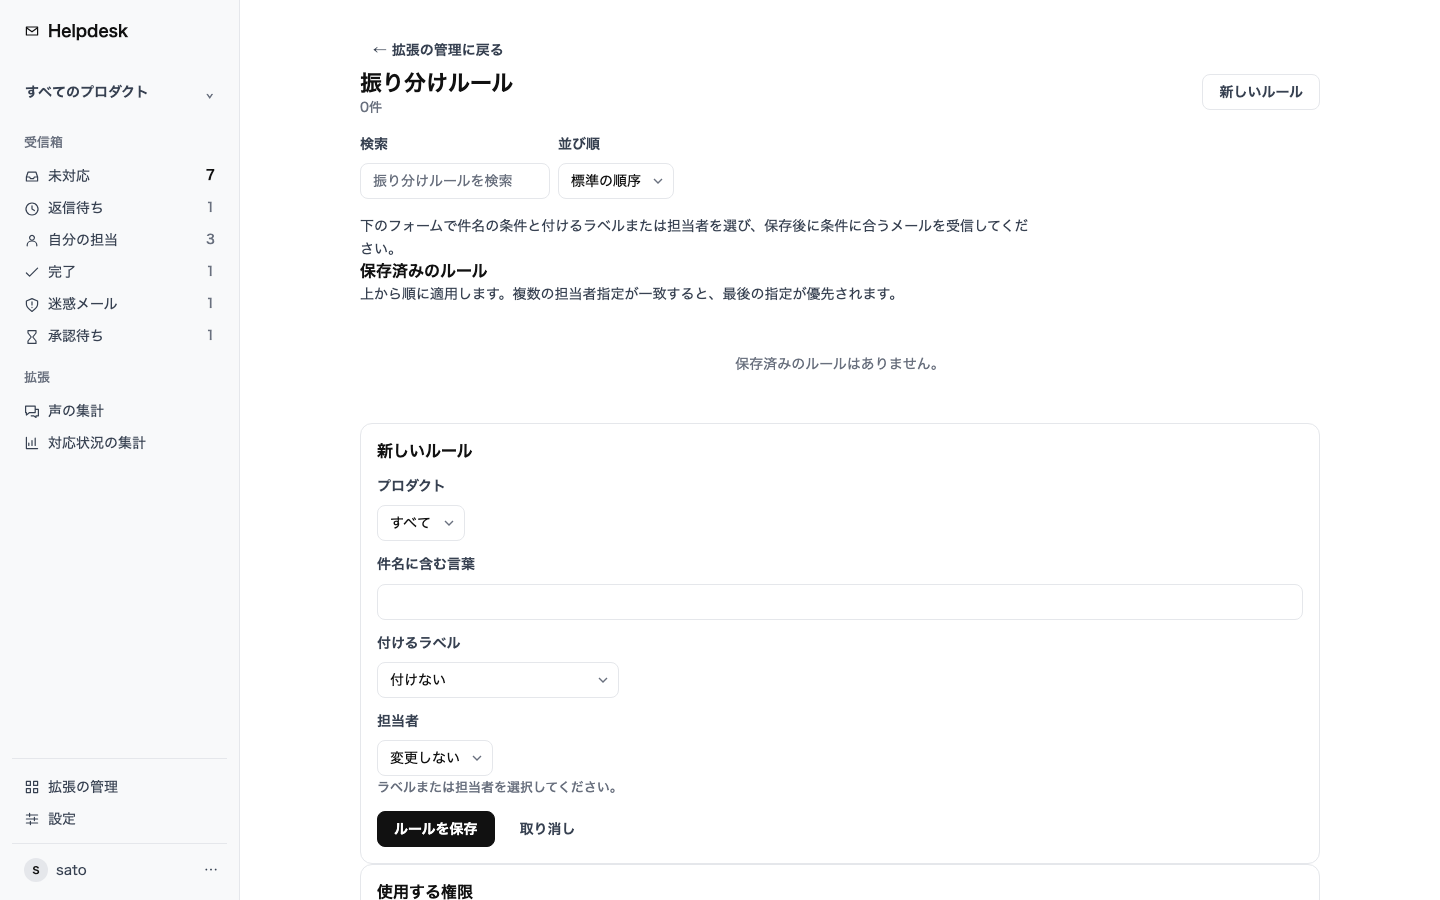 Helpdesk
すべてのプロダクト
受信箱
未対応 7
返信待ち 1
自分の担当 3
完了 1
迷惑メール 1
承認待ち 1
拡張
声の集計
対応状況の集計
拡張の管理
設定
S sato ...
← 拡張の管理に戻る
振り分けルール
0件
新しいルール
検索
並び順
振り分けルールを検索
標準の順序
下のフォームで件名の条件と付けるラベルまたは担当者を選び、保存後に条件に合うメールを受信してくだ
さい。
保存済みのルール
上から順に適用します。複数の担当者指定が一致すると、最後の指定が優先されます。
保存済みのルールはありません。
新しいルール
プロダクト
すべて
件名に含む言葉
付けるラベル
付けない
担当者
変更しない
ラベルまたは担当者を選択してください。
ルールを保存
取り消し
使用する権限